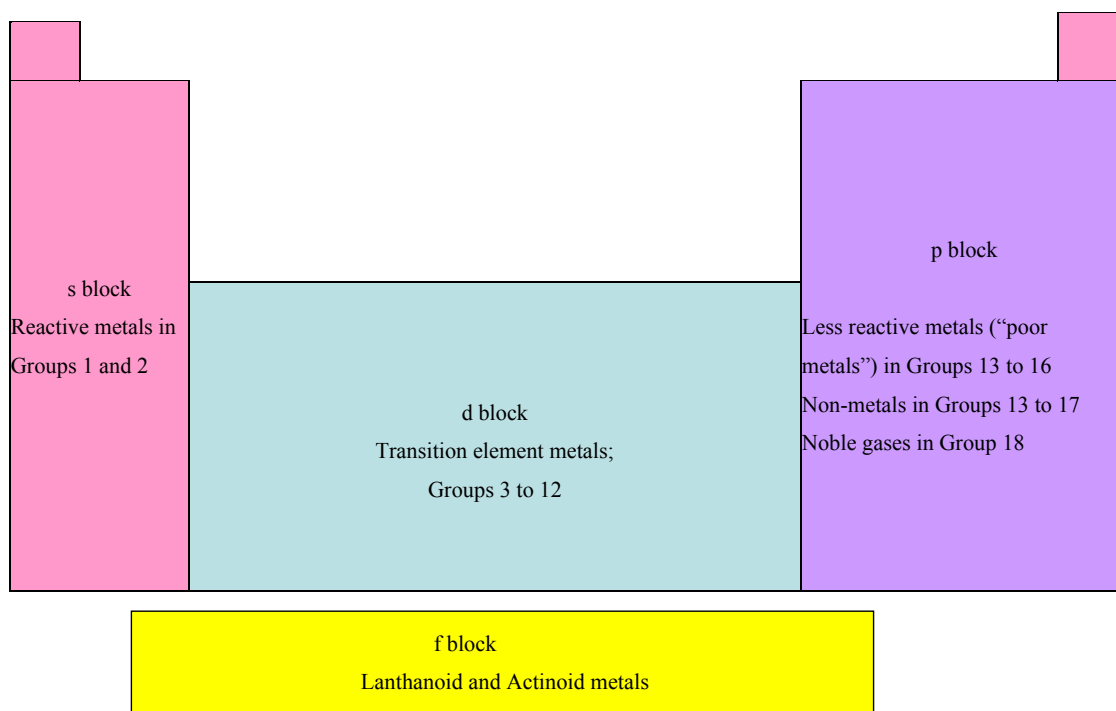 s block
Reactive metals in
Groups 1 and 2
d block
Transition element metals;
Groups 3 to 12
p block
Less reactive metals (“poor
metals”) in Groups 13 to 16
Non-metals in Groups 13 to 17
Noble gases in Group 18
f block
Lanthanoid and Actinoid metals